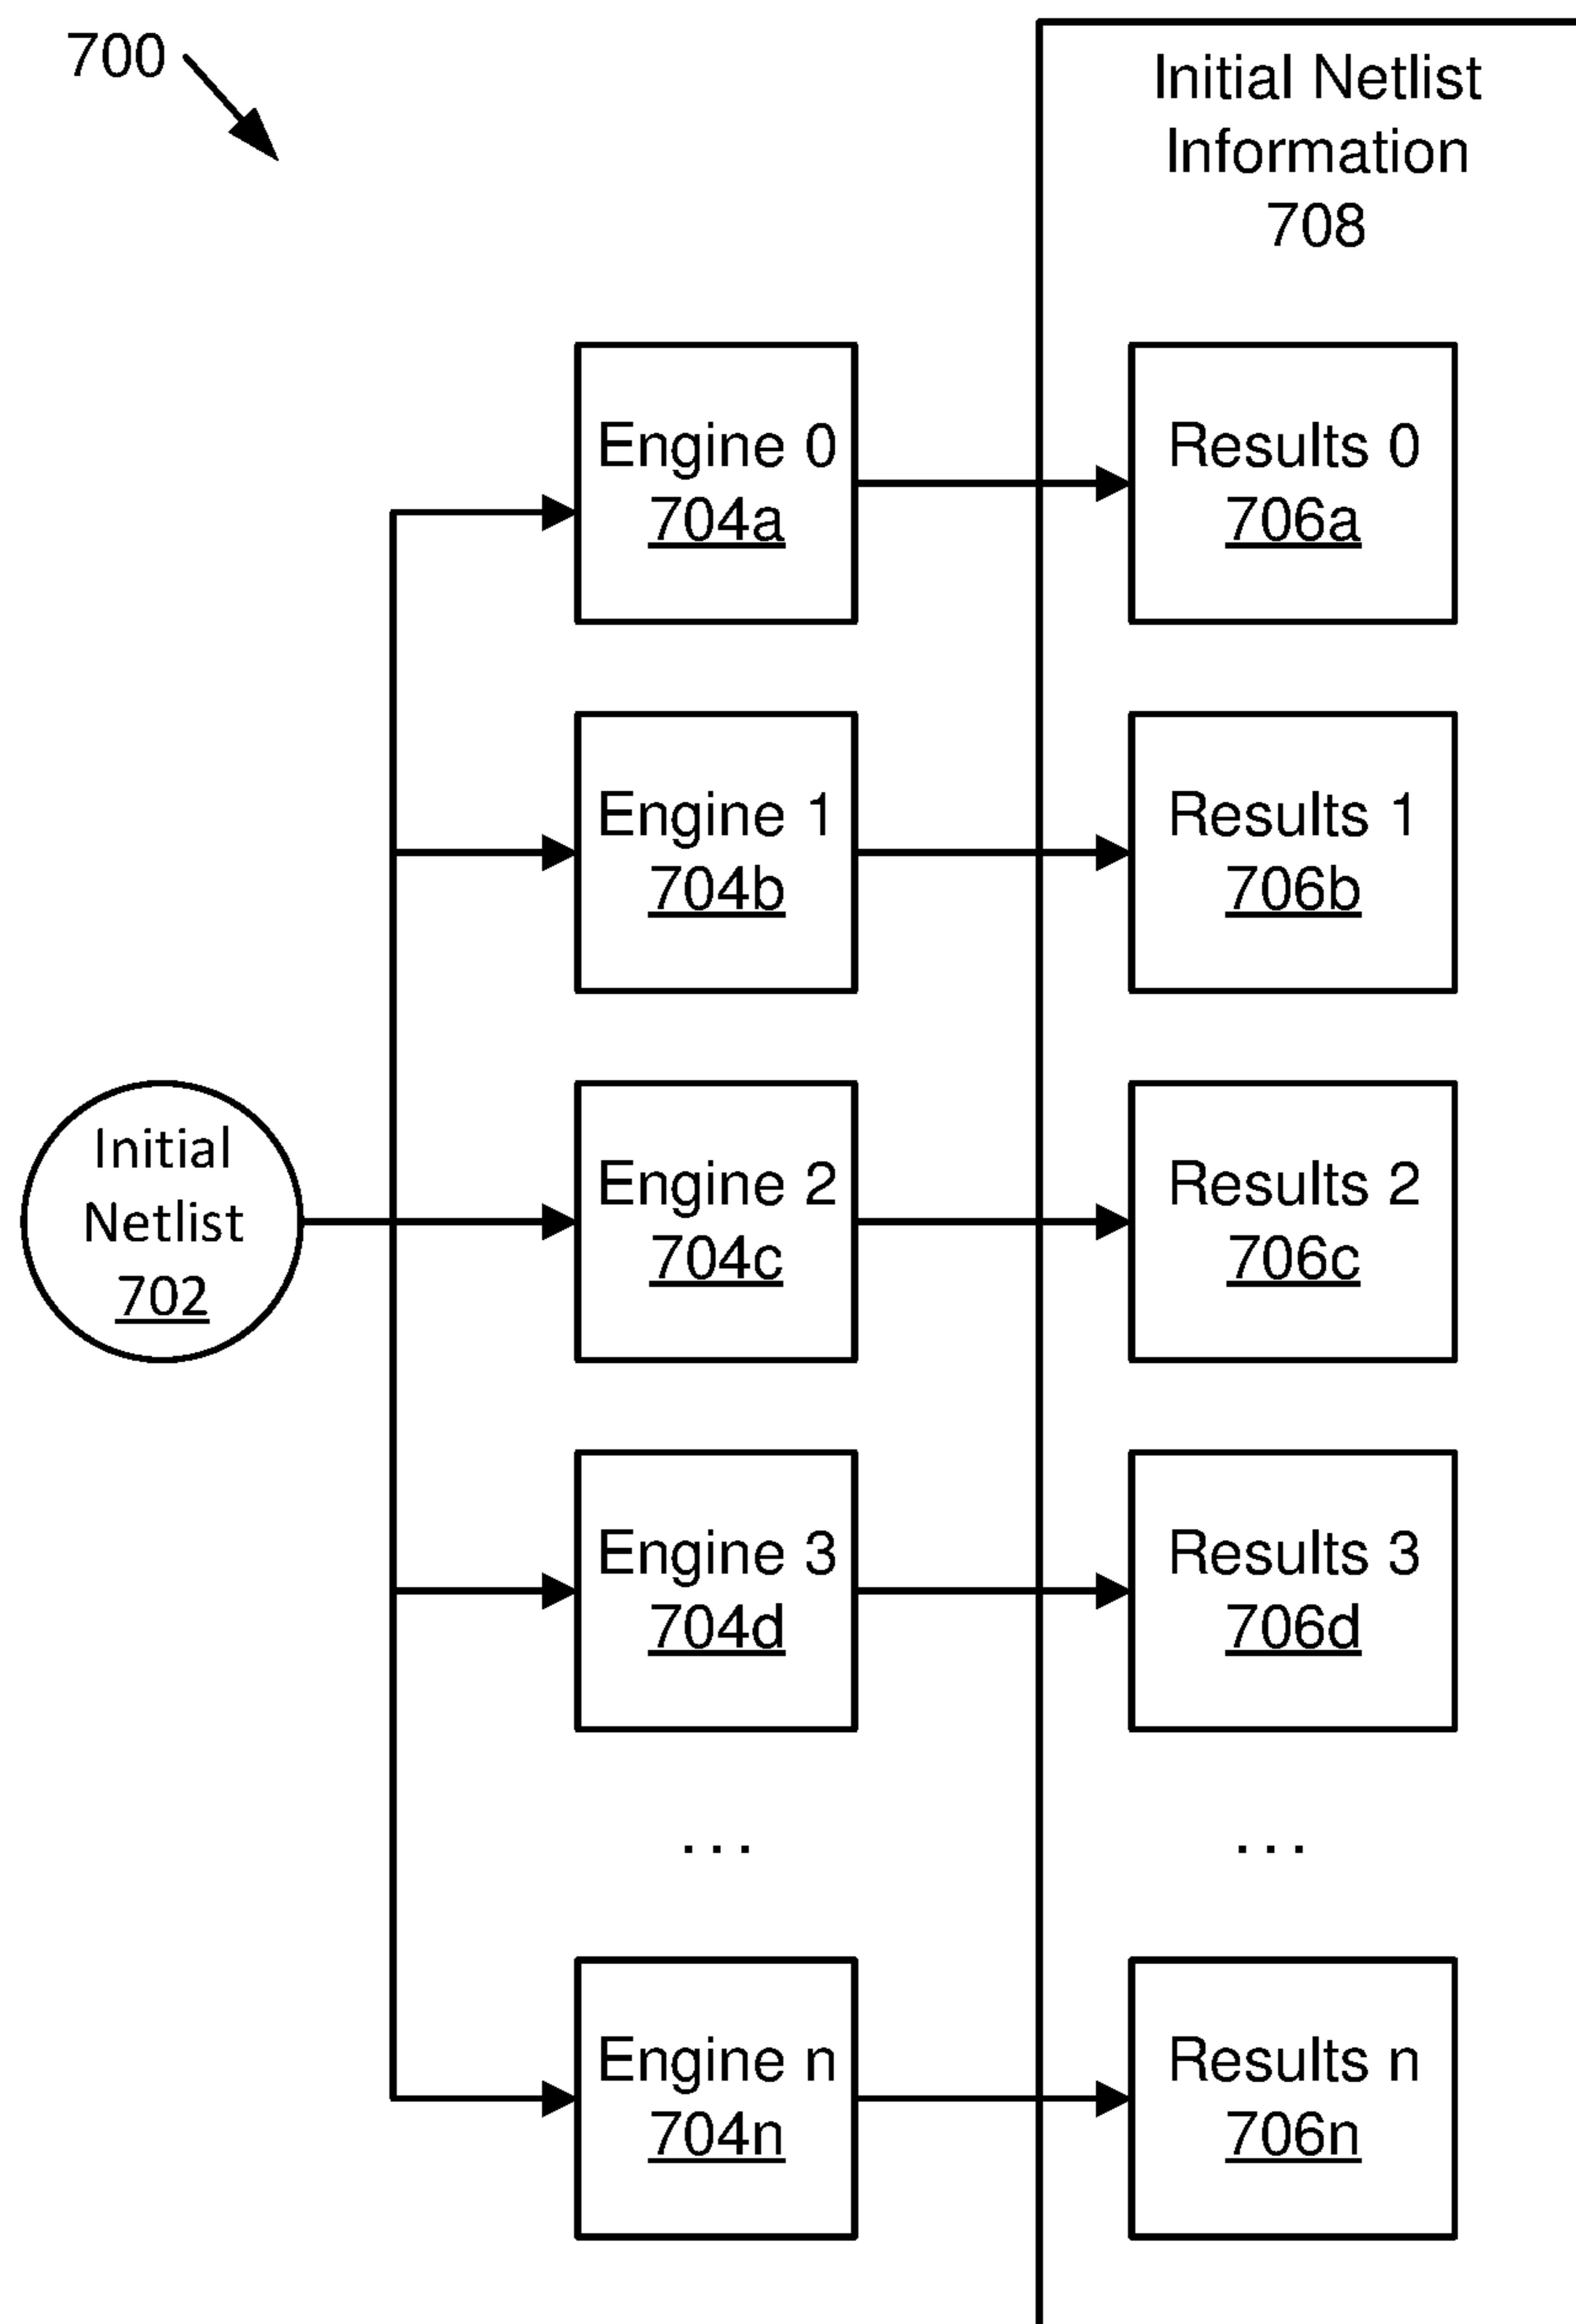 700
Initial Netlist
Information
708
Engine 0
704a
Results 0
706a
Engine 1
704b
Results 1
706b
Initial
Netlist
702
Engine 2
704c
Results 2
706c
Engine 3
704d
Results 3
706d
...
...
Engine n
704n
Results n
706n